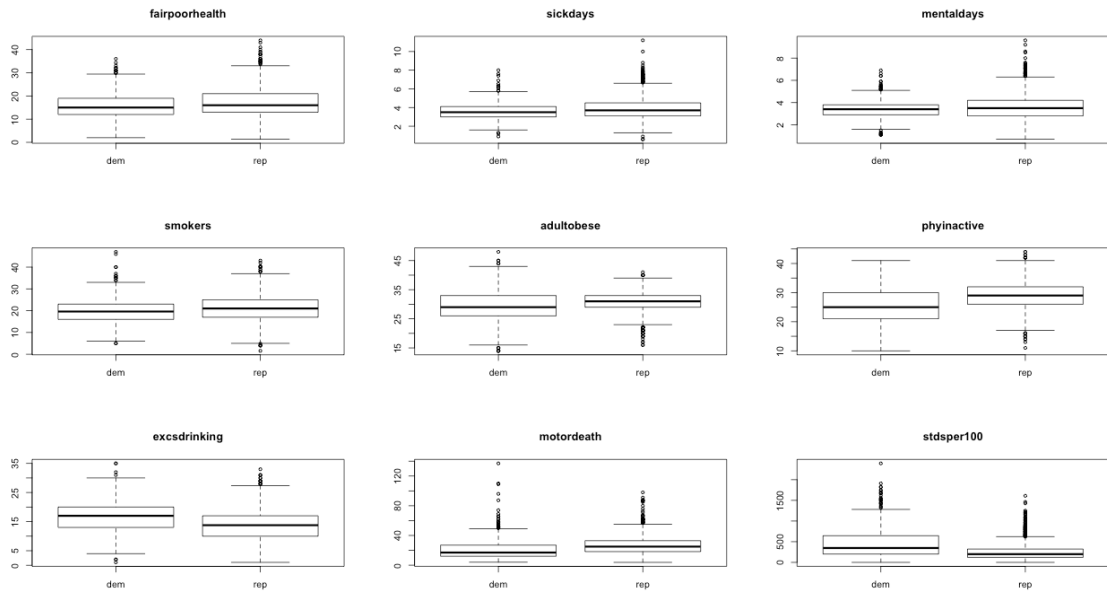 fairpoorhealth
40
30
20
10
0
dem rep
sickdays
10
8
6
4
2
dem rep
mentaldays
8
6
4
2
dem rep
smokers
40
30
20
10
0
dem rep
adultobese
45
35
25
15
dem rep
phyinactive
40
30
20
10
dem rep
excsdrinking
35
25
15
5
0
dem rep
motordeath
120
80
40
0
dem rep
stdsper100
1500
500
0
dem rep